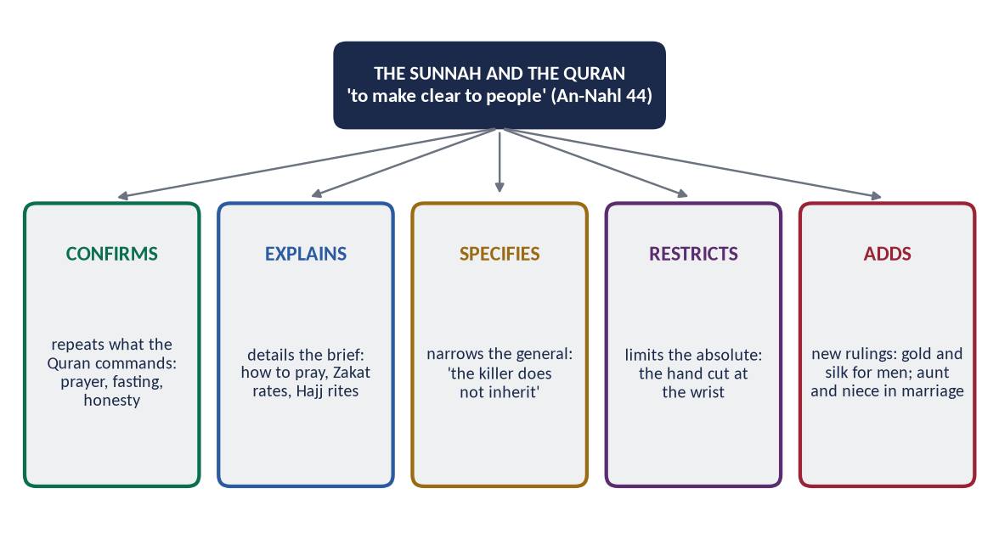 THE SUNNAH AND THE QURAN
'to make clear to people' (An-Nahl 44)
CONFIRMS
repeats what the
Quran commands:
prayer, fasting,
honesty
EXPLAINS
details the brief:
how to pray, Zakat
rates, Hajj rites
SPECIFIES
narrows the general:
'the killer does
not inherit'
RESTRICTS
limits the absolute:
the hand cut at
the wrist
ADDS
new rulings: gold and
silk for men; aunt
and niece in marriage